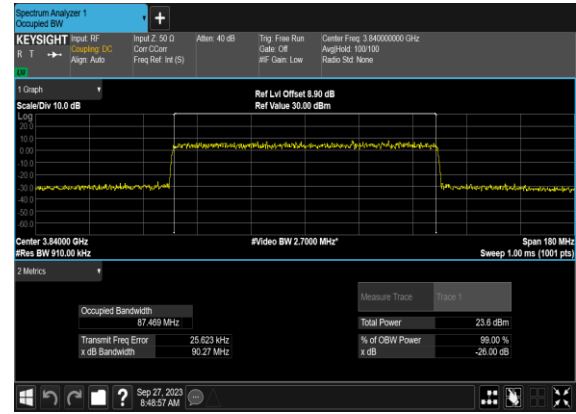 Spectrum Analyzer 1
Occupied BW
+
KEYSIGHT Input: RF Input Z: 50 Ω Atten: 40 dB Trig: Free Run Center Freq: 3.840000000 GHz
R T Coupling: DC Corr CCorr Gate: Off Avg|Hold: 100/100
Align: Auto Freq Ref: Int (S) #IF Gain: Low Radio Std: None
LW
1 Graph
Ref Lvl Offset 8.90 dB
Scale/Div 10.0 dB Ref Value 30.00 dBm
Log
20.0
10.0
0.00
-10.0
-20.0
-30.0
-40.0
-50.0
-60.0
Center 3.84000 GHz #Video BW 2.7000 MHz* Span 180 MHz
#Res BW 910.00 kHz Sweep 1.00 ms (1001 pts)
2 Metrics
Measure Trace Trace 1
Occupied Bandwidth
87.469 MHz Total Power 23.6 dBm
Transmit Freq Error 25.623 kHz % of OBW Power 99.00 %
x dB Bandwidth 90.27 MHz x dB -26.00 dB
? Sep 27, 2023
8:48:57 AM